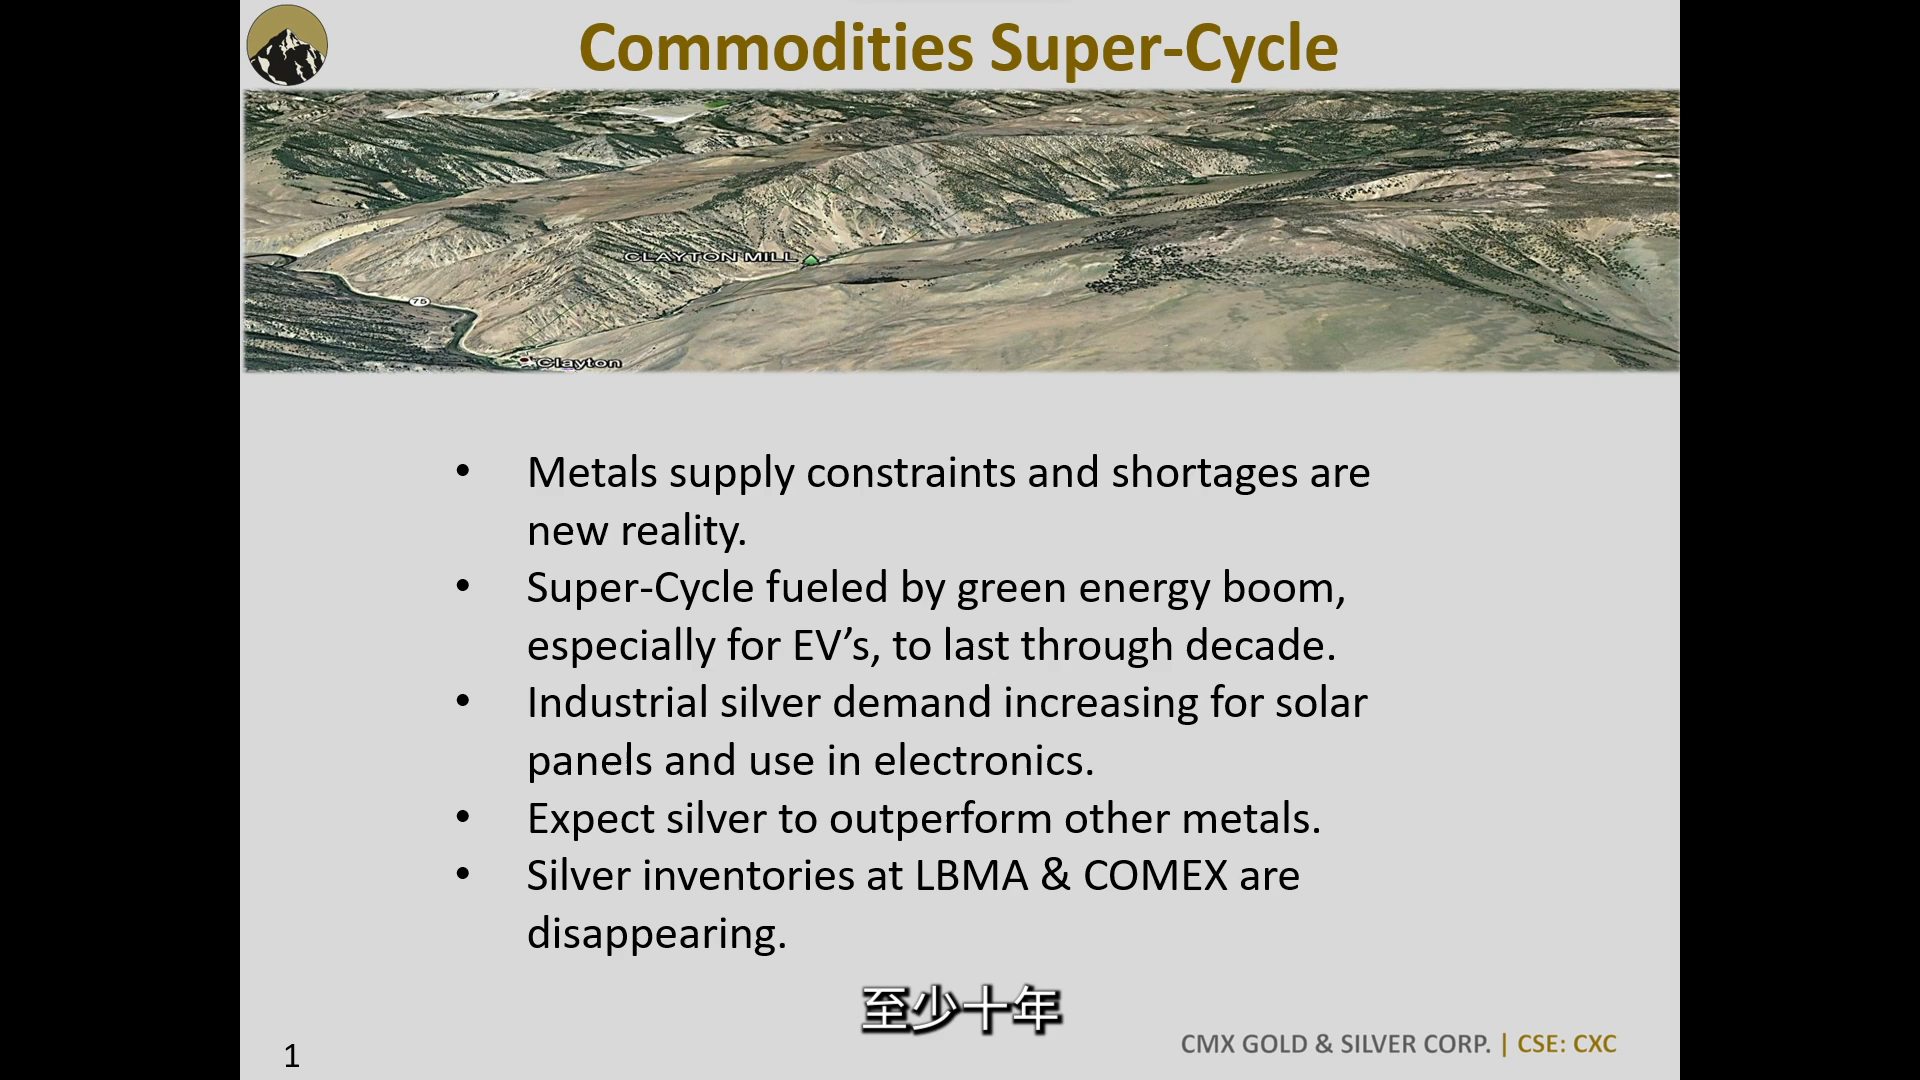 Commodities Super-Cycle
CLAYTON MILL
75
Clayton
• Metals supply constraints and shortages are
new reality.
• Super-Cycle fueled by green energy boom,
especially for EV’s, to last through decade.
• Industrial silver demand increasing for solar
panels and use in electronics.
• Expect silver to outperform other metals.
• Silver inventories at LBMA & COMEX are
disappearing.
至少十年
CMX GOLD & SILVER CORP. | CSE: CXC
1